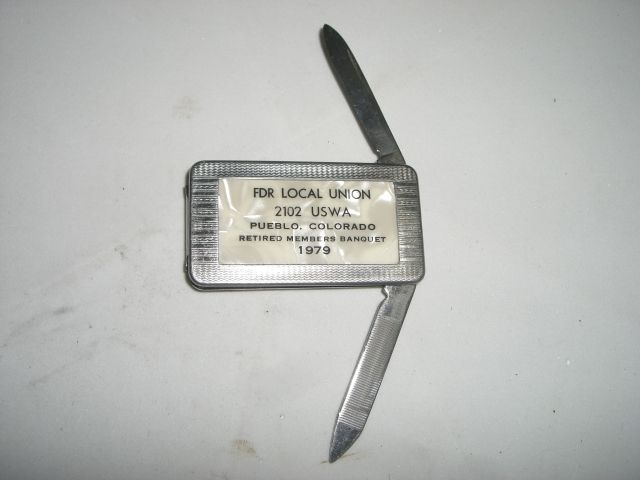 FDR LOCAL UNION
2102 USWA
PUEBLO, COLORADO
RETIRED MEMBERS BANQUET
1979